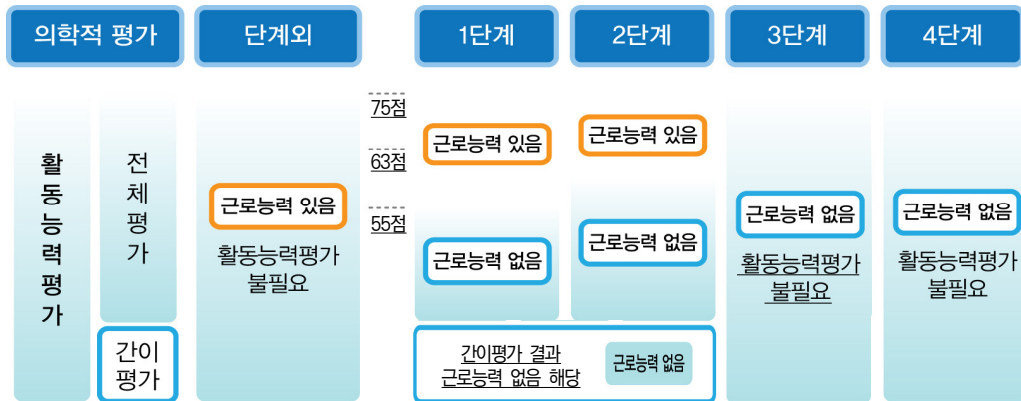 의학적 평가
단계외
1단계
2단계
3단계
4단계
활동능력평가
전체평가
간이
평가
근로능력 있음
활동능력평가
불필요
75점
63점
55점
근로능력 있음
근로능력 없음
근로능력 있음
근로능력 없음
간이평가 결과
근로능력 없음 해당
근로능력 없음
근로능력 없음
활동능력평가
불필요
근로능력 없음
활동능력평가
불필요